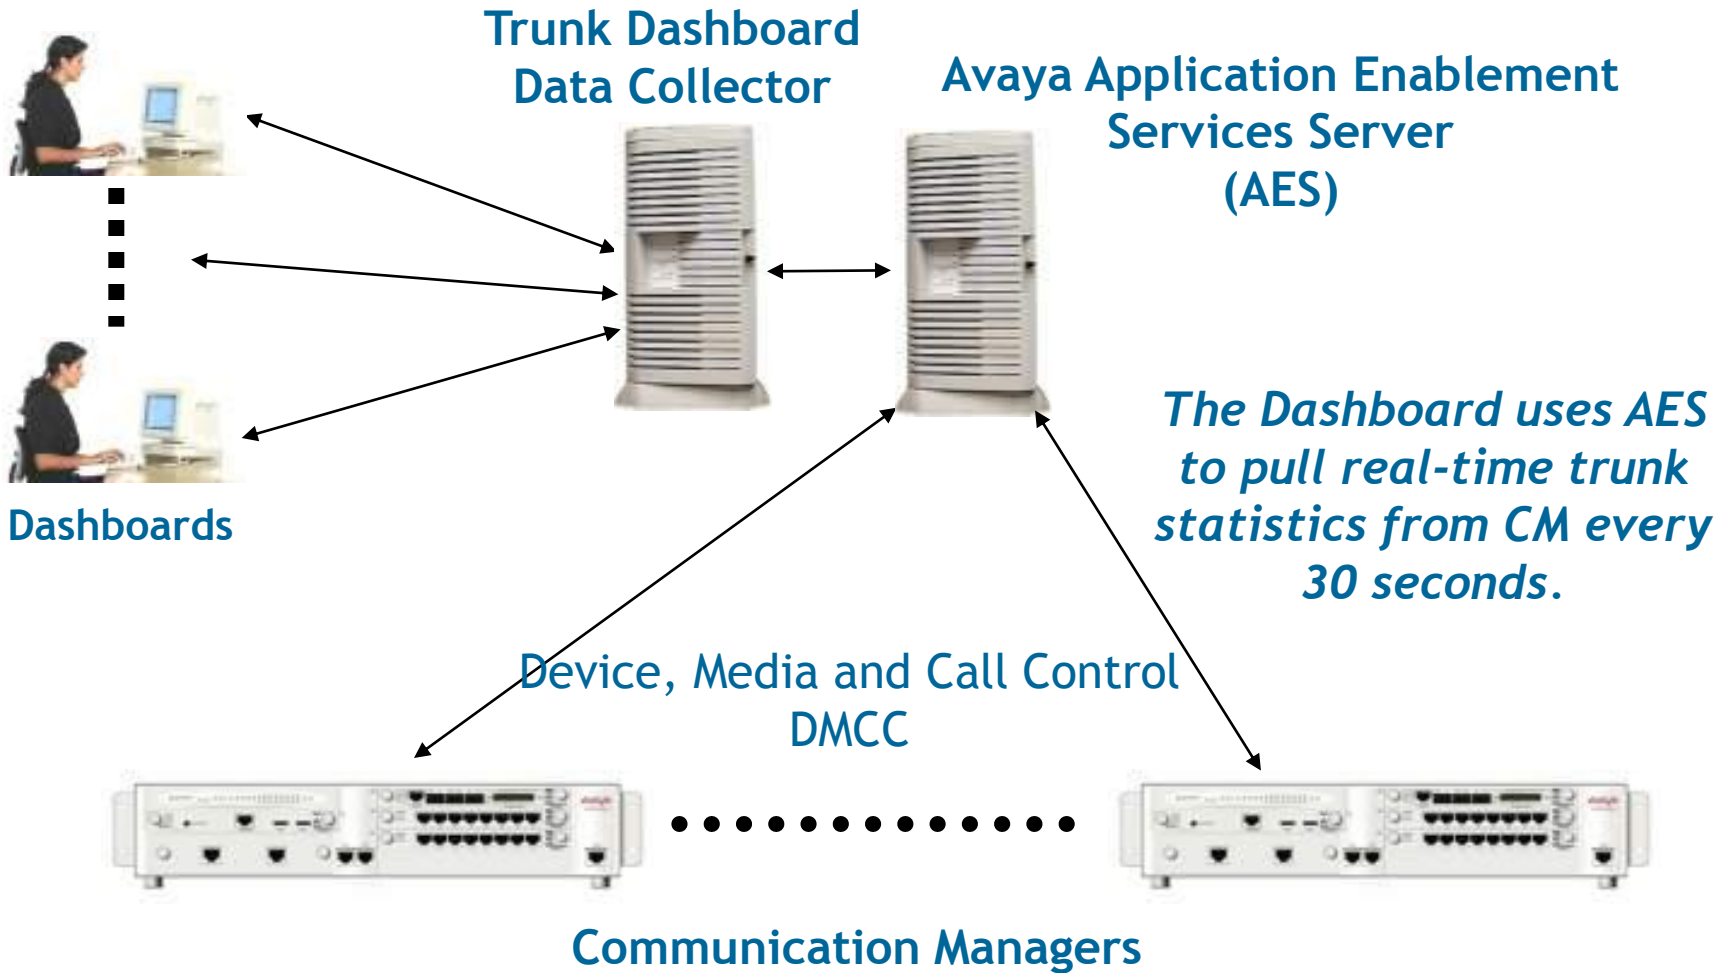 Trunk Dashboard
Data Collector
Avaya Application Enablement
Services Server
(AES)
The Dashboard uses AES
to pull real-time trunk
statistics from CM every
30 seconds.
Dashboards
Device, Media and Call Control
DMCC
Communication Managers